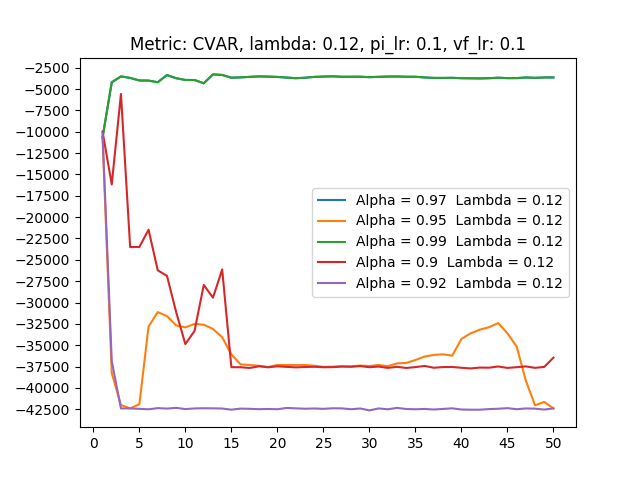 Metric: CVAR, lambda: 0.12, pi_lr: 0.1, vf_lr: 0.1
−2500
−5000
−7500
−10000
−12500
−15000
−17500
−20000
−22500
−25000
−27500
−30000
−32500
−35000
−37500
−40000
−42500
Alpha = 0.97  Lambda = 0.12
Alpha = 0.95  Lambda = 0.12
Alpha = 0.99  Lambda = 0.12
Alpha = 0.9  Lambda = 0.12
Alpha = 0.92  Lambda = 0.12
0 5 10 15 20 25 30 35 40 45 50